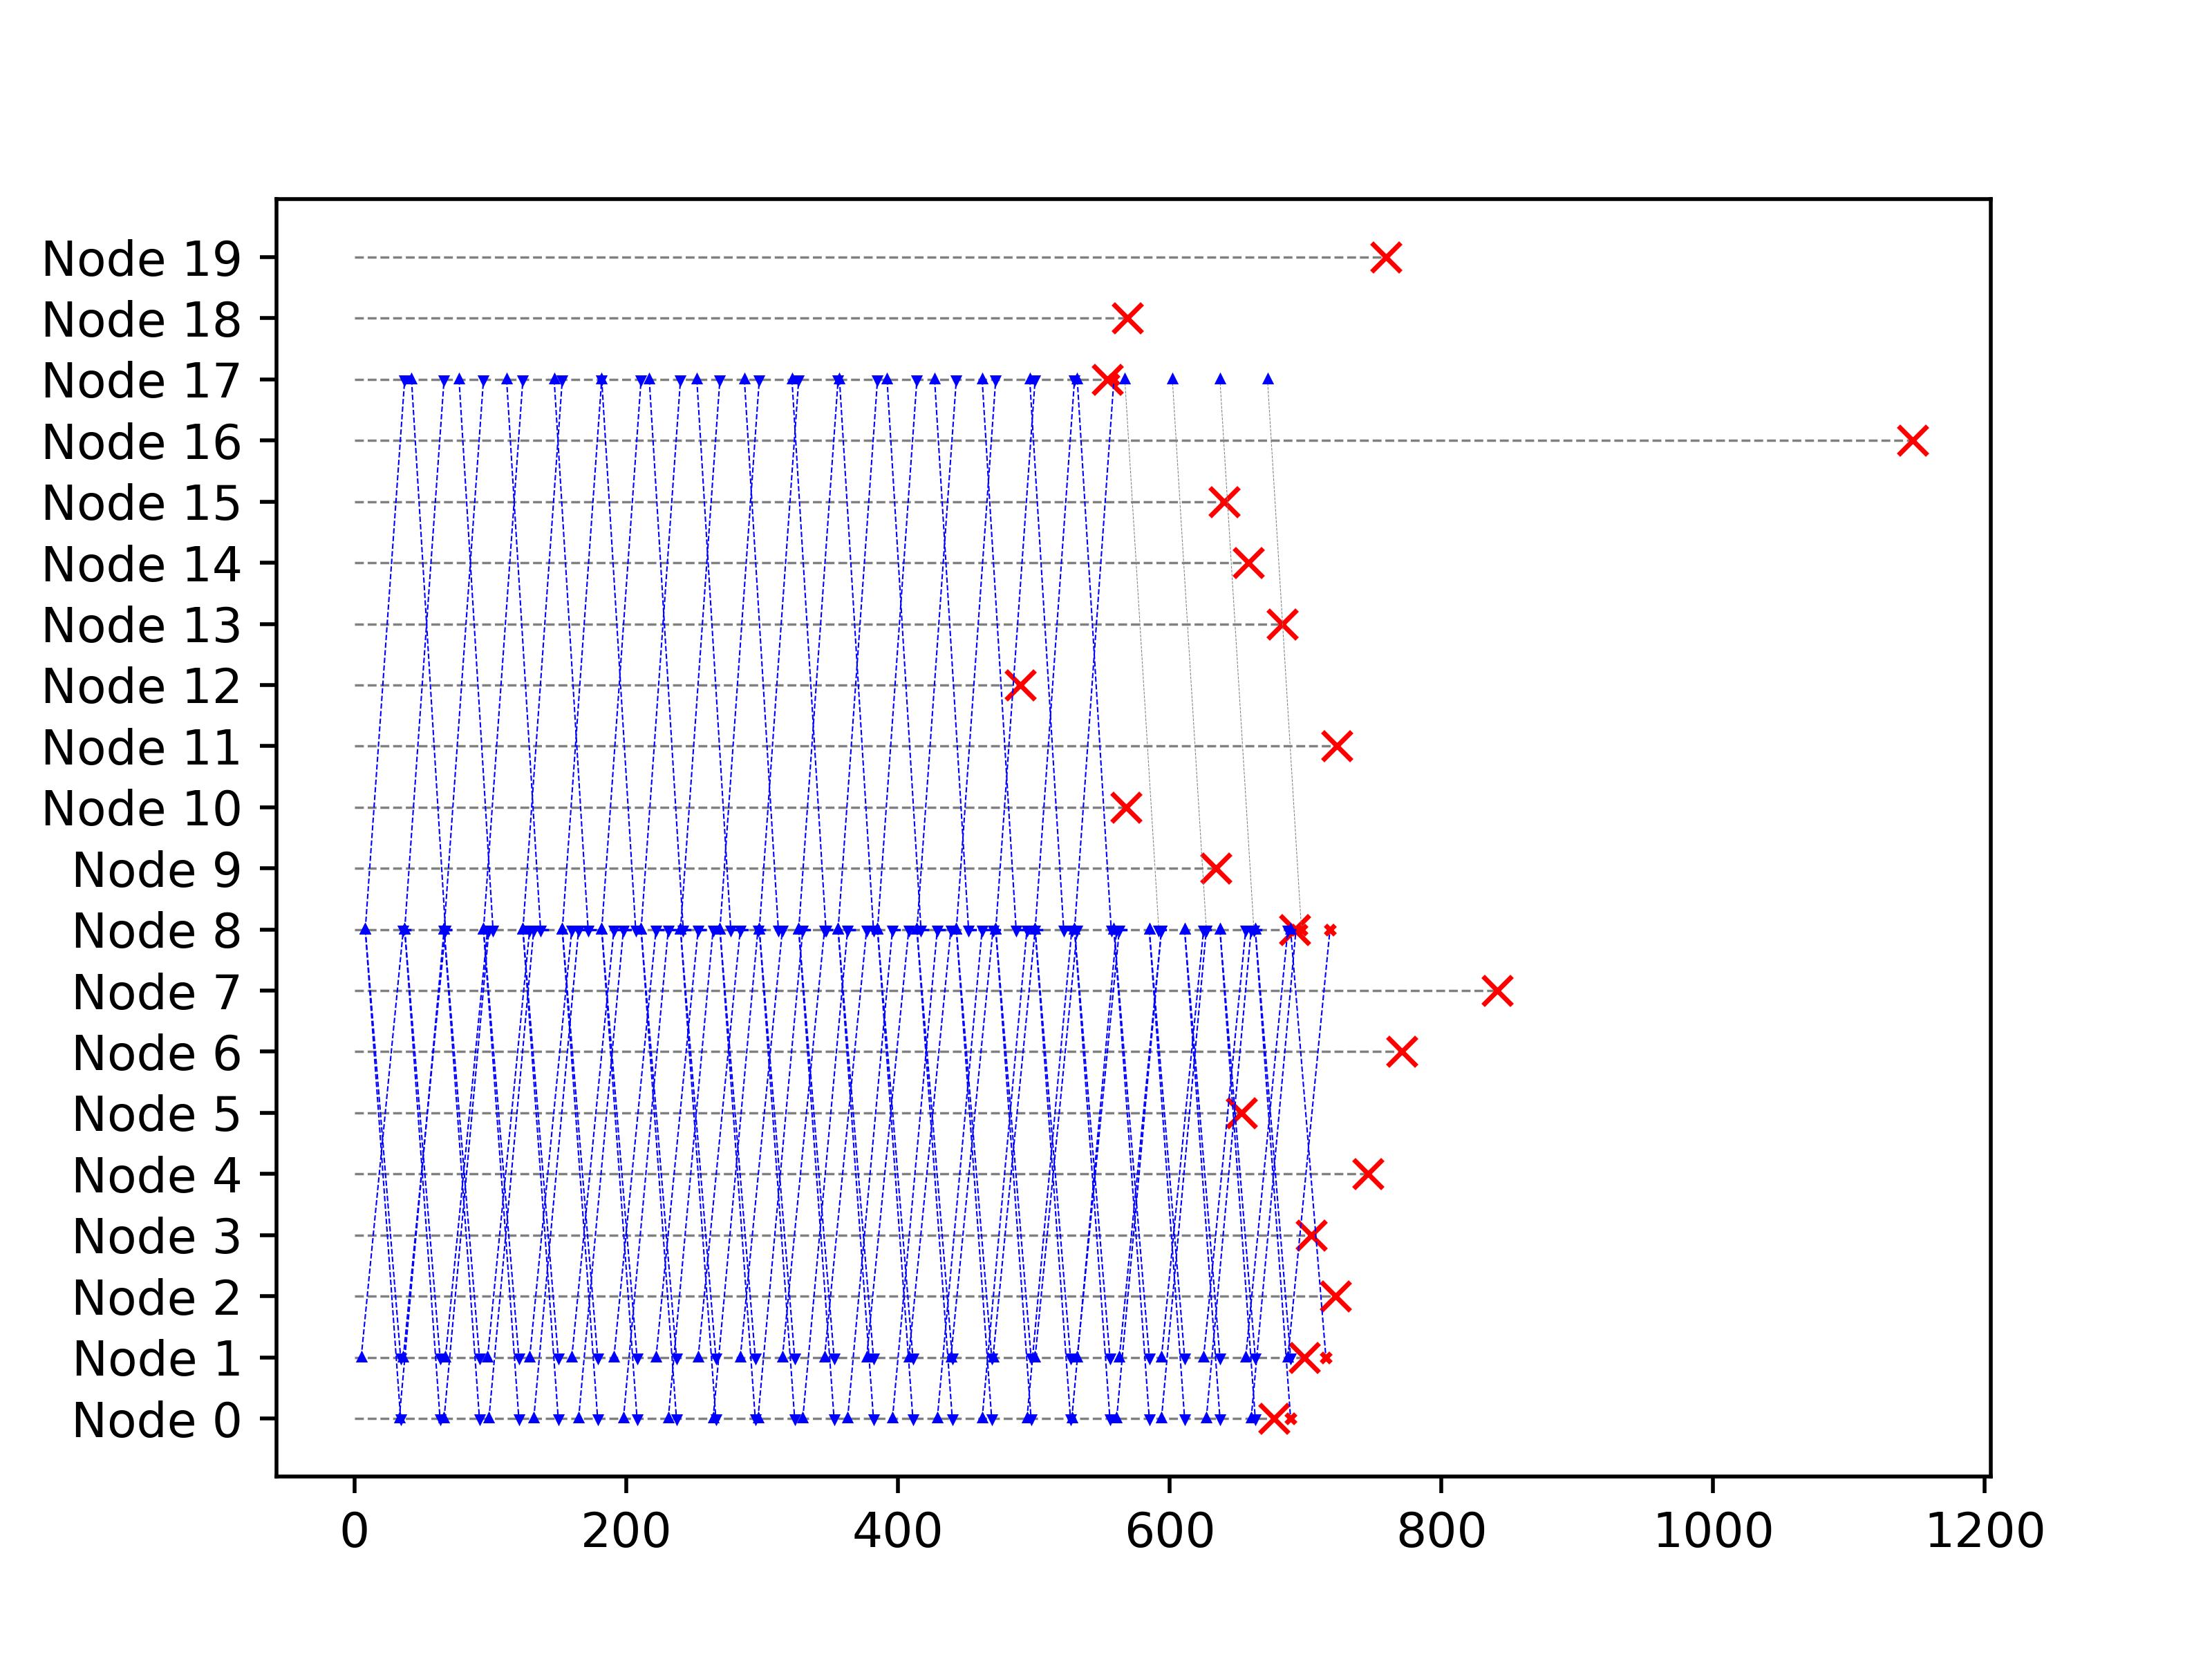 Node 19
Node 18
Node 17
Node 16
Node 15
Node 14
Node 13
Node 12
Node 11
Node 10
Node 9
Node 8
Node 7
Node 6
Node 5
Node 4
Node 3
Node 2
Node 1
Node 0
0 200 400 600 800 1000 1200